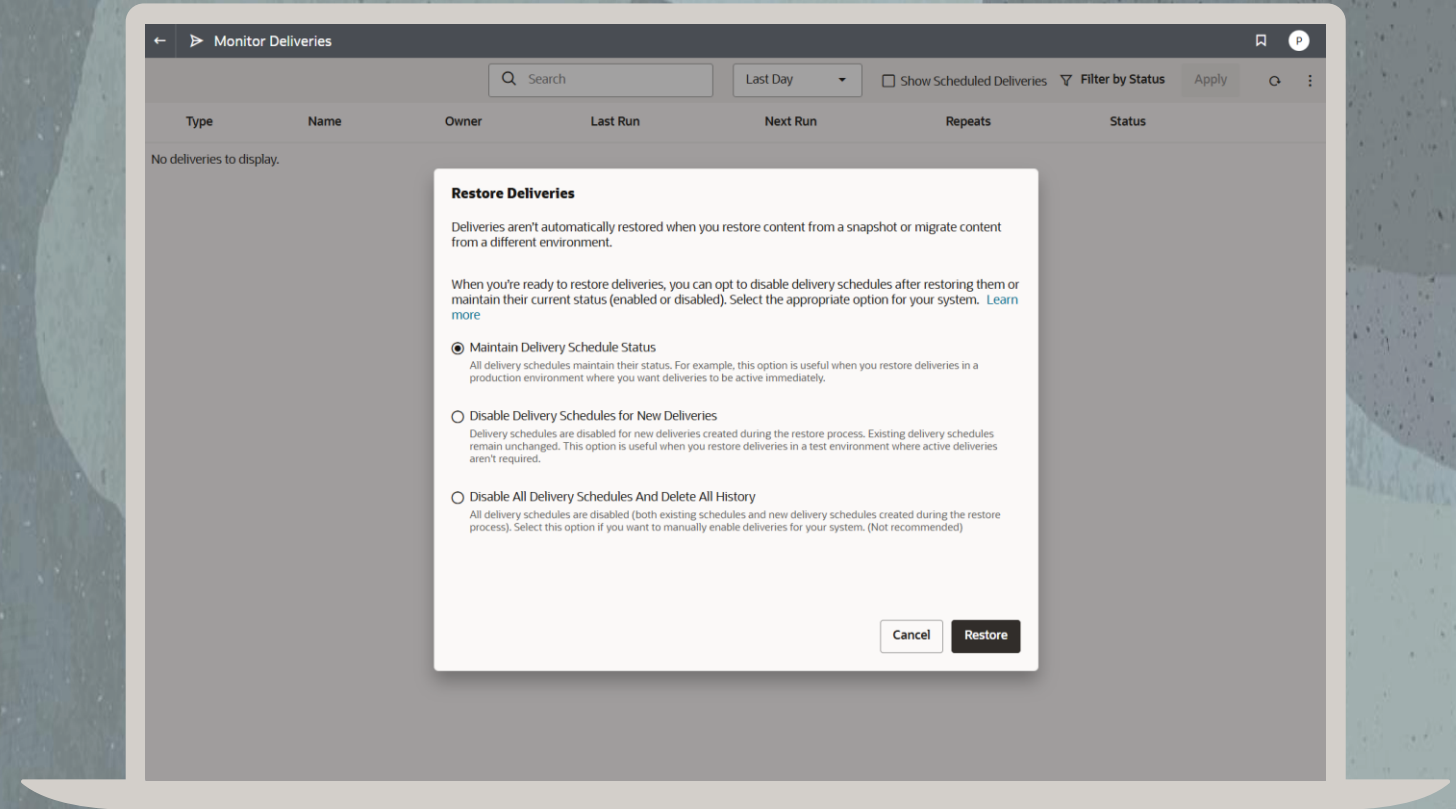 Monitor Deliveries
P
Search
Last Day
Show Scheduled Deliveries
Filter by Status
Apply
Type Name Owner Last Run Next Run Repeats Status
No deliveries to display.
Restore Deliveries
Deliveries aren't automatically restored when you restore content from a snapshot or migrate content
from a different environment.
When you're ready to restore deliveries, you can opt to disable delivery schedules after restoring them or
maintain their current status (enabled or disabled). Select the appropriate option for your system. Learn
more
Maintain Delivery Schedule Status
All delivery schedules maintain their status. For example, this option is useful when you restore deliveries in a
production environment where you want deliveries to be active immediately.
Disable Delivery Schedules for New Deliveries
Delivery schedules are disabled for new deliveries created during the restore process. Existing delivery schedules
remain unchanged. This option is useful when you restore deliveries in a test environment where active deliveries
aren't required.
Disable All Delivery Schedules And Delete All History
All delivery schedules are disabled (both existing schedules and new delivery schedules created during the restore
process). Select this option if you want to manually enable deliveries for your system. (Not recommended)
Cancel
Restore